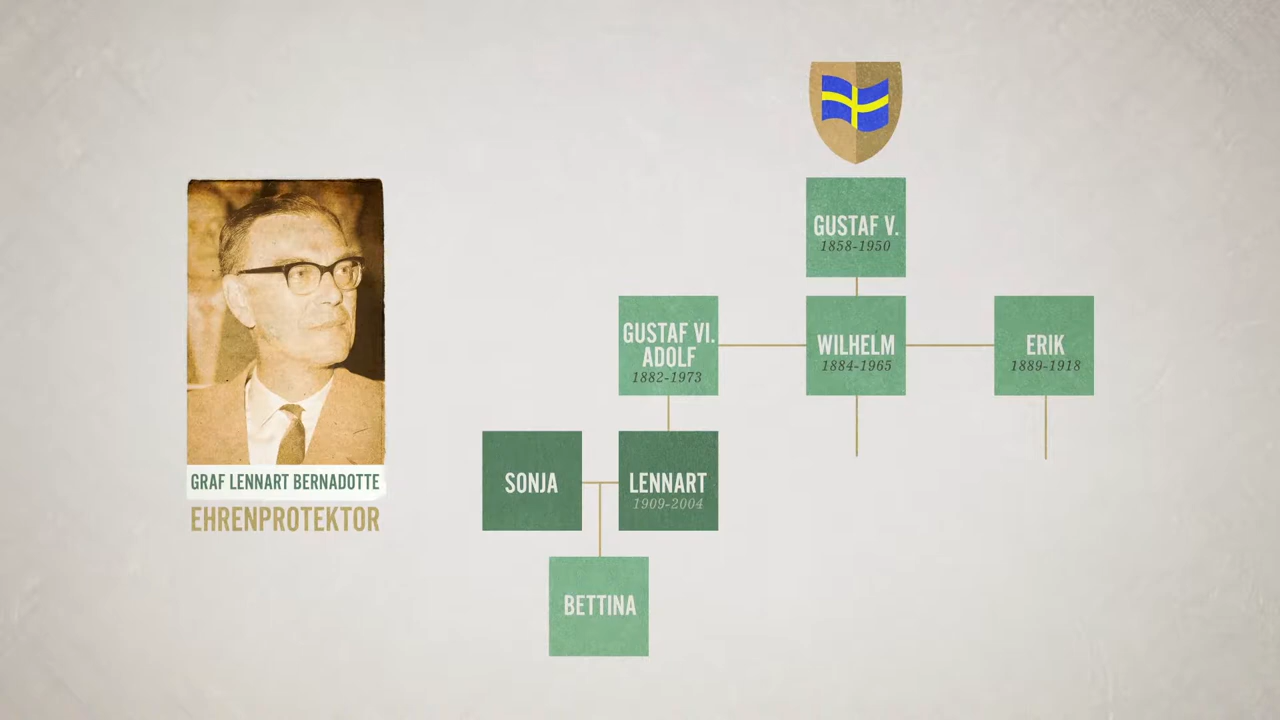 GUSTAF V.
1858-1950
GUSTAF VI.
ADOLF
1882-1973
WILHELM
1884-1965
ERIK
1889-1918
SONJA
LENNART
1909-2004
BETTINA
GRAF LENNART BERNADOTTE
EHRENPROTEKTOR